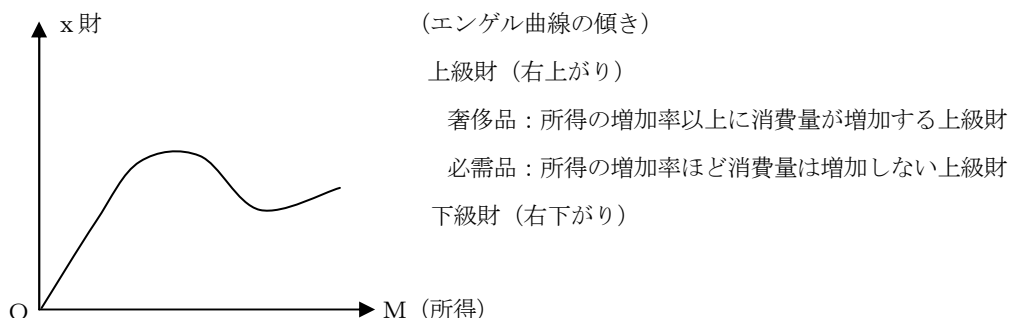 x 財
(エンゲル曲線の傾き)
上級財（右上がり）
奢侈品：所得の増加率以上に消費量が増加する上級財
必需品：所得の増加率ほど消費量は増加しない上級財
下級財（右下がり）
O
M（所得）